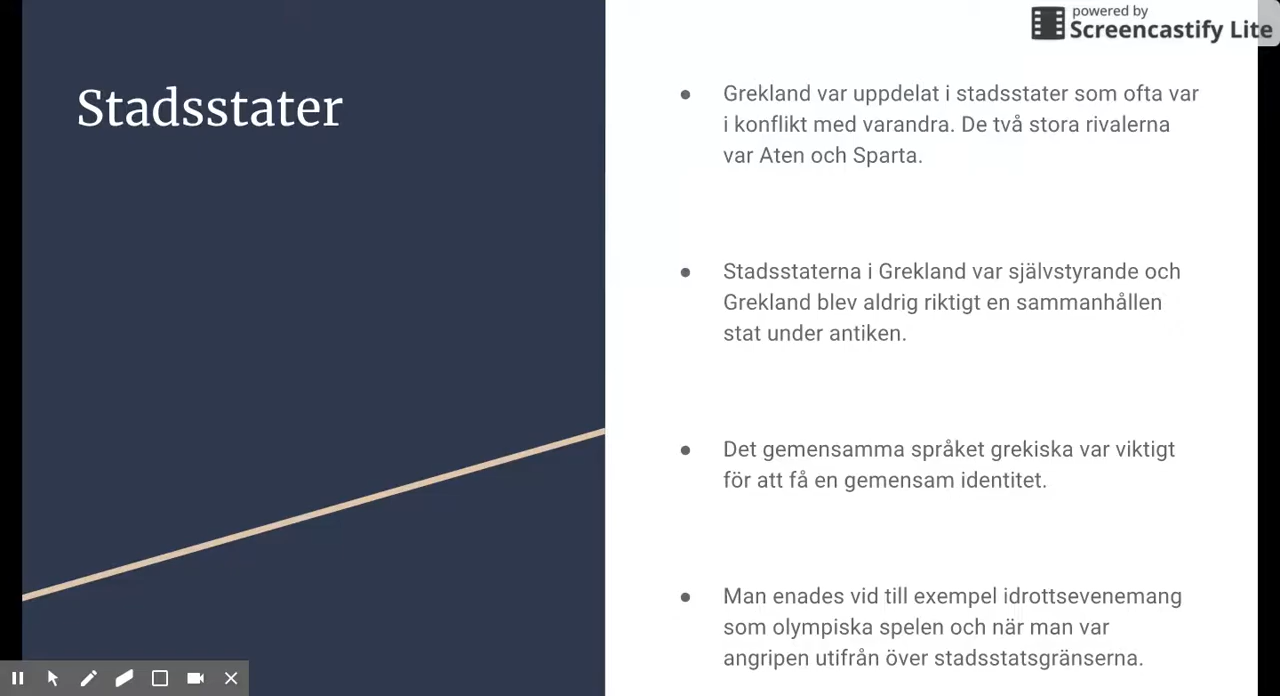 powered by
Screencastify Lite
Stadsstater
● Grekland var uppdelat i stadsstater som ofta var
i konflikt med varandra. De två stora rivalerna
var Aten och Sparta.
● Stadsstaterna i Grekland var självstyrande och
Grekland blev aldrig riktigt en sammanhållen
stat under antiken.
● Det gemensamma språket grekiska var viktigt
för att få en gemensam identitet.
● Man enades vid till exempel idrottsevenemang
som olympiska spelen och när man var
angripen utifrån över stadsstatsgränserna.